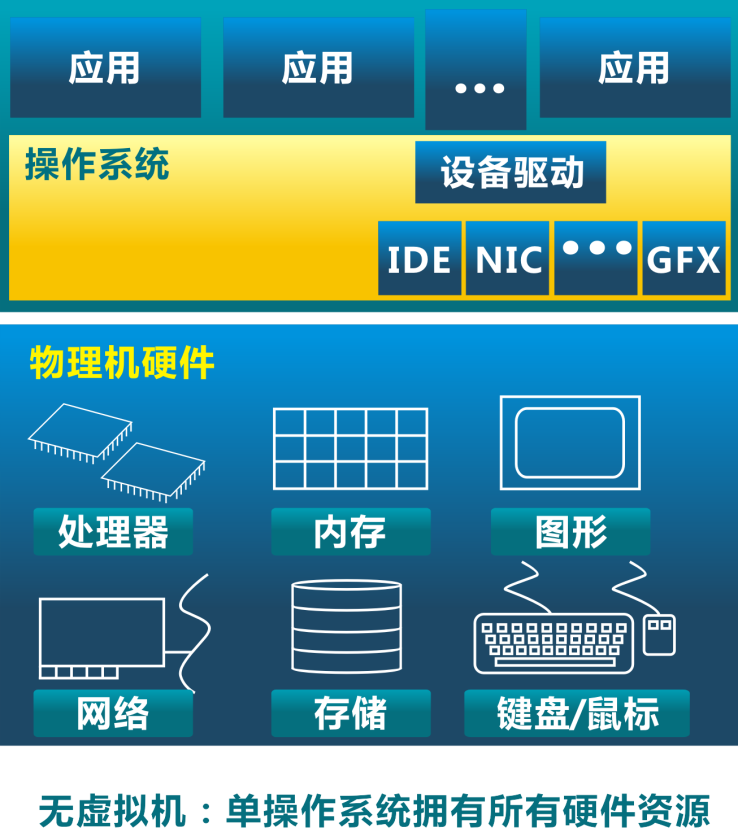 应用 应用 ... 应用
操作系统 设备驱动
IDE NIC ... GFX
物理机硬件
处理器 内存 图形
网络 存储 键盘/鼠标
无虚拟机：单操作系统拥有所有硬件资源